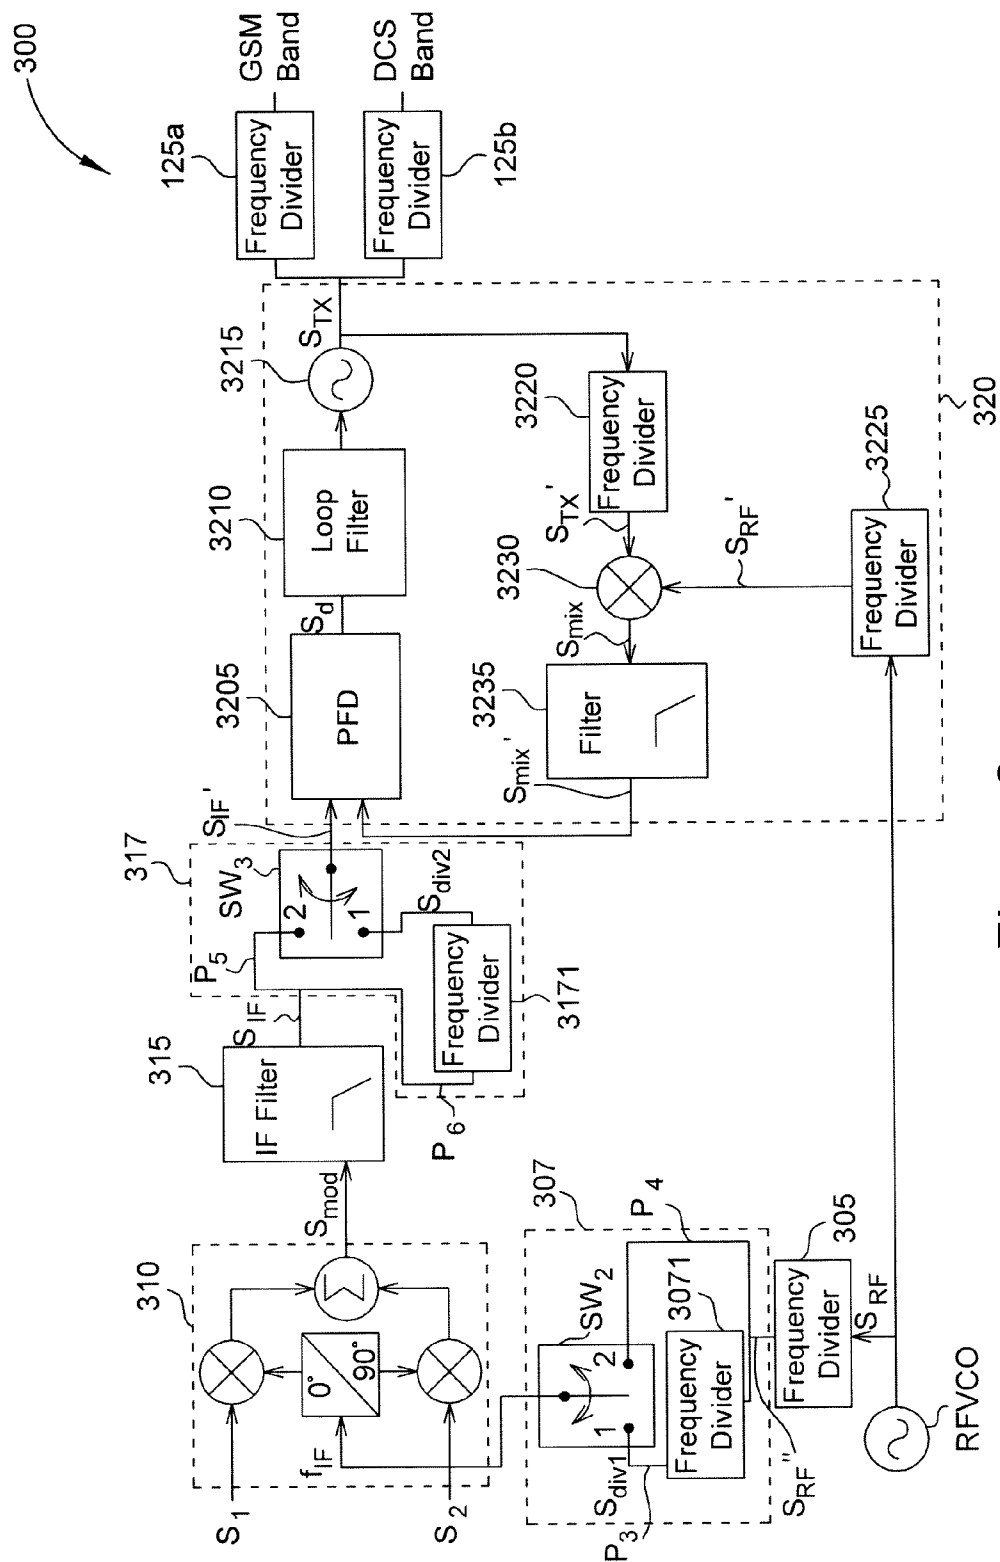 300
GSM
Band
DCS
Band
125a
Frequency
Divider
Frequency
Divider
125b
S_TX
3215
3210
Loop
Filter
S_d
3205
PFD
S_IF'
3220
Frequency
Divider
S_TX'
3230
S_mix
3235
Filter
S_mix'
S_RF'
3225
Frequency
Divider
320
317
SW_3
2
1
P_5
S_div2
Frequency
Divider
3171
P_6
S_IF
315
IF Filter
S_mod
310
0°
90°
f_IF
S_1
S_2
307
P_4
SW_2
3071
2
1
Frequency
Divider
S_div1
P_3
305
Frequency
Divider
S_RF
S_RF"
RFVCO